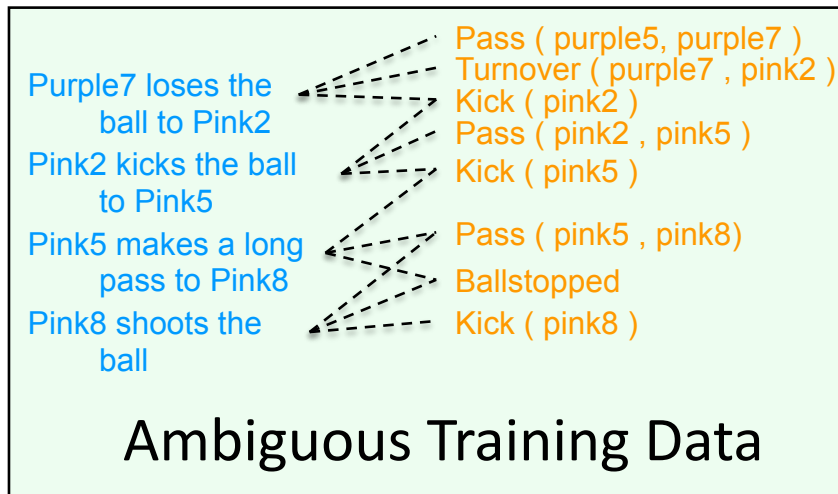 Purple7 loses the
ball to Pink2
Pink2 kicks the ball
to Pink5
Pink5 makes a long
pass to Pink8
Pink8 shoots the
ball
Pass ( purple5, purple7 )
Turnover ( purple7 , pink2 )
Kick ( pink2 )
Pass ( pink2 , pink5 )
Kick ( pink5 )
Pass ( pink5 , pink8)
Ballstopped
Kick ( pink8 )
Ambiguous Training Data